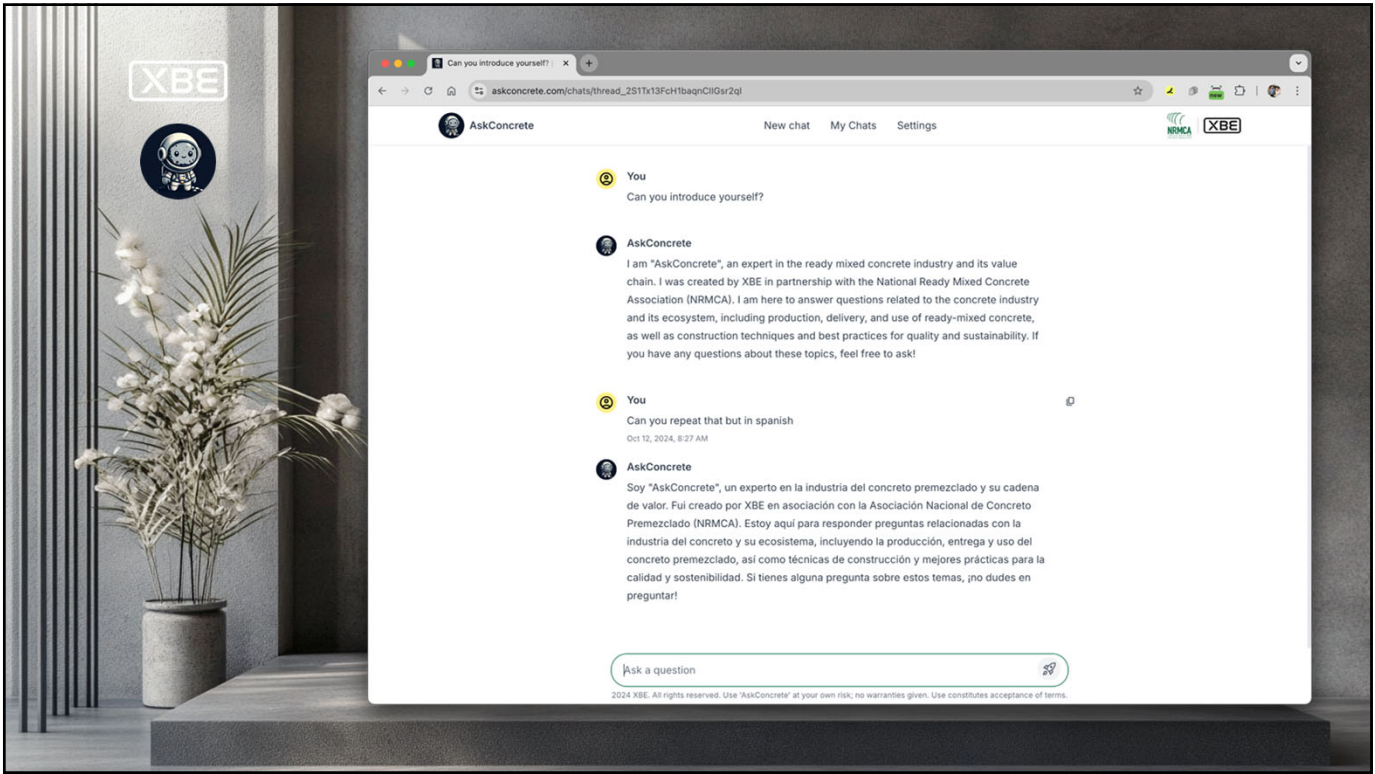 XBE
Can you introduce yourself?
askconcrete.com/chats/thread_2S1Tx13FcH1baqnCllGsr2ql
new
AskConcrete
New chat
My Chats
Settings
NRMCA
XBE
You
Can you introduce yourself?
AskConcrete
I am "AskConcrete", an expert in the ready mixed concrete industry and its value
chain. I was created by XBE in partnership with the National Ready Mixed Concrete
Association (NRMCA). I am here to answer questions related to the concrete industry
and its ecosystem, including production, delivery, and use of ready-mixed concrete,
as well as construction techniques and best practices for quality and sustainability. If
you have any questions about these topics, feel free to ask!
You
Can you repeat that but in spanish
Oct 12, 2024, 8:27 AM
AskConcrete
Soy "AskConcrete", un experto en la industria del concreto premezclado y su cadena
de valor. Fui creado por XBE en asociación con la Asociación Nacional de Concreto
Premezclado (NRMCA). Estoy aquí para responder preguntas relacionadas con la
industria del concreto y su ecosistema, incluyendo la producción, entrega y uso del
concreto premezclado, así como técnicas de construcción y mejores prácticas para la
calidad y sostenibilidad. Si tienes alguna pregunta sobre estos temas, ¡no dudes en
preguntar!
Ask a question
2024 XBE. All rights reserved. Use 'AskConcrete' at your own risk; no warranties given. Use constitutes acceptance of terms.